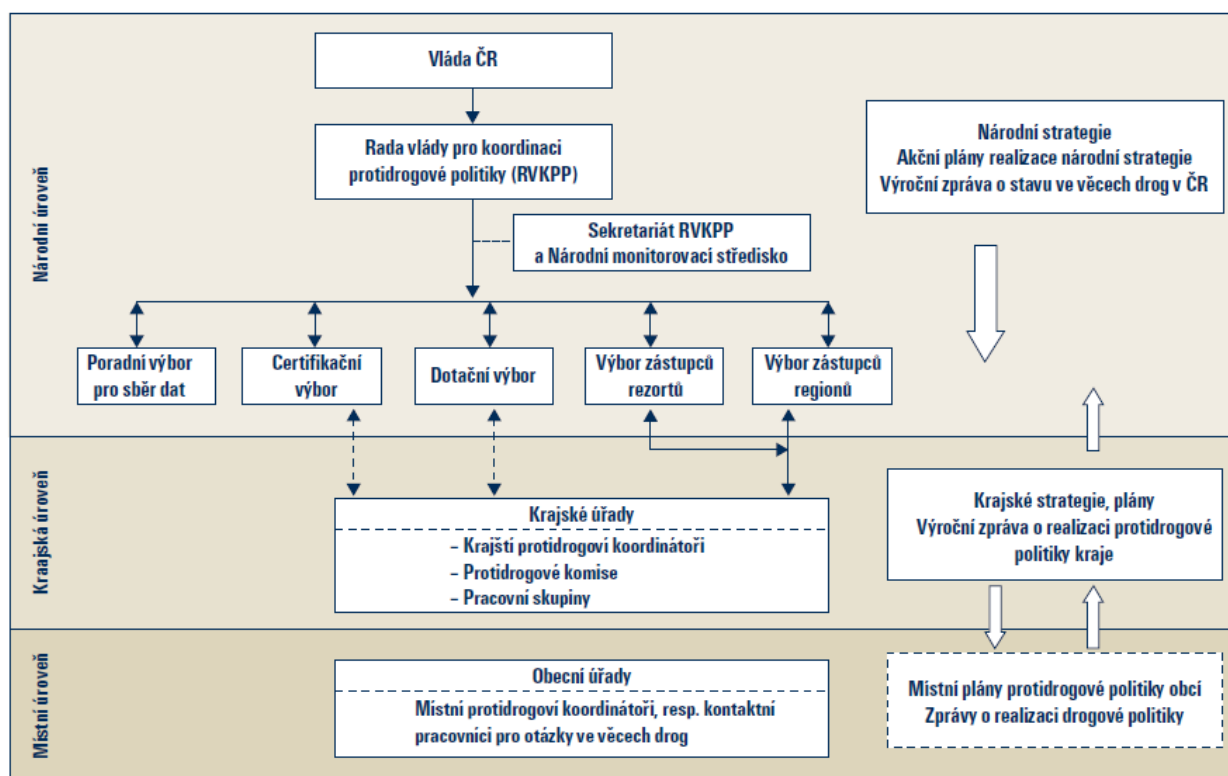 Vláda ČR
Rada vlády pro koordinaci
protidrogové politiky (RVKPP)
Sekretariát RVKPP
a Národní monitorovací středisko
Poradní výbor
pro sběr dat
Certifikační
výbor
Dotační výbor
Výbor zástupců
rezortů
Výbor zástupců
regionů
Národní strategie
Akční plány realizace národní strategie
Výroční zpráva o stavu ve věcech drog v ČR
Národní úroveň
Krajské úřady
– Krajští protidrogoví koordinátoři
– Protidrogové komise
– Pracovní skupiny
Krajské strategie, plány
Výroční zpráva o realizaci protidrogové
politiky kraje
Kraajská úroveň
Obecní úřady
Místní protidrogoví koordinátoři, resp. kontaktní
pracovníci pro otázky ve věcech drog
Místní plány protidrogové politiky obcí
Zprávy o realizaci drogové politiky
Místní úroveň